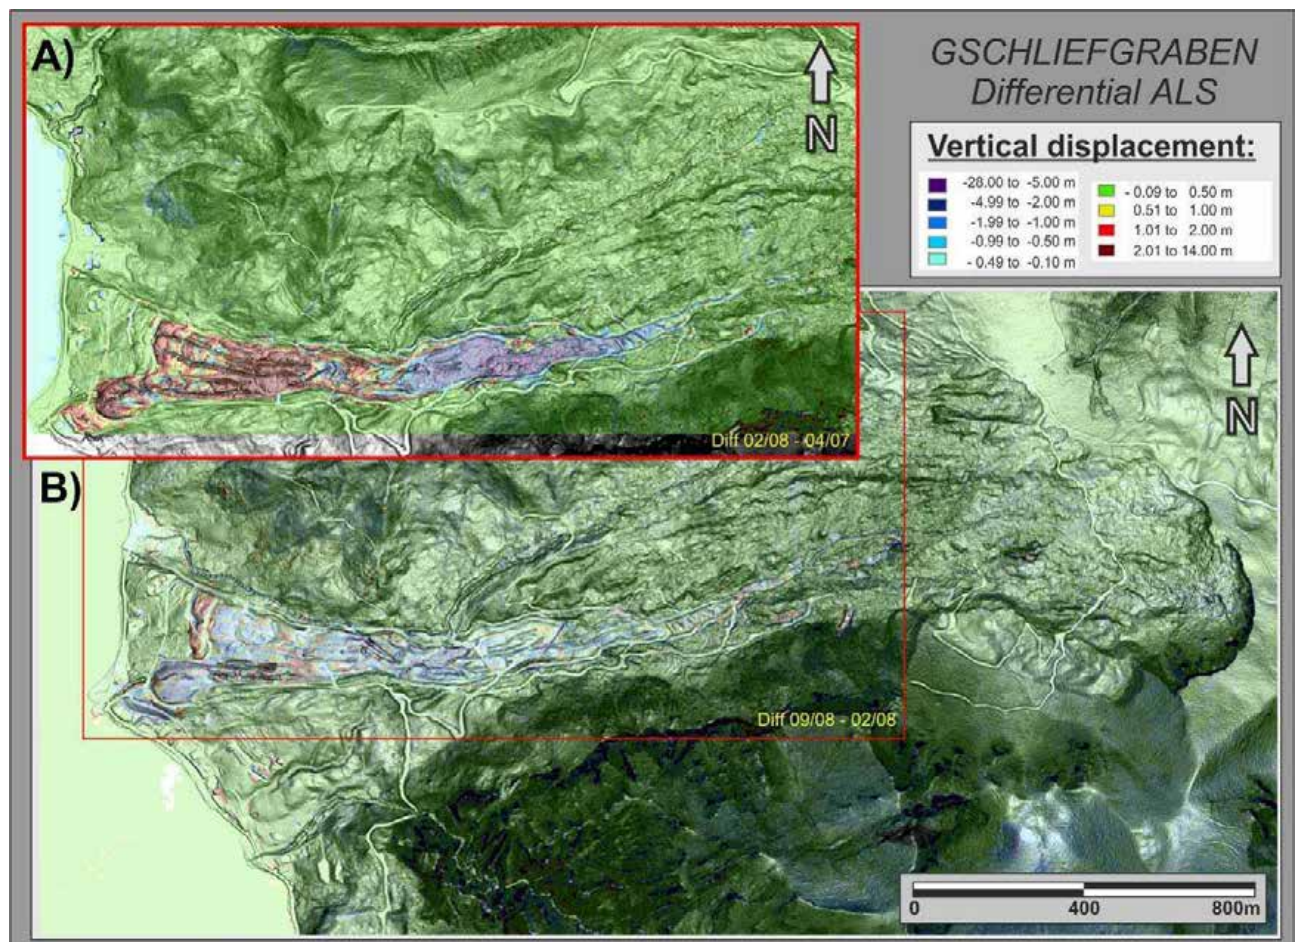 A)
N
GSCHLIEFGRABEN
Differential ALS
Vertical displacement:
-28.00 to -5.00 m
-4.99 to -2.00 m
-1.99 to -1.00 m
-0.99 to -0.50 m
- 0.49 to -0.10 m
- 0.09 to 0.50 m
0.51 to 1.00 m
1.01 to 2.00 m
2.01 to 14.00 m
Diff 02/08 - 04/07
B)
N
Diff 09/08 - 02/08
0 400 800m